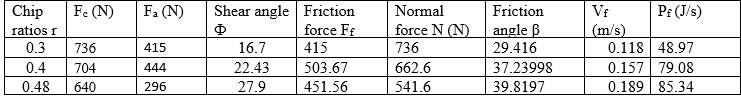 Chip ratios r | Fc (N) | Fa (N) | Shear angle Φ | Friction force Ff | Normal force N (N) | Friction angle β | Vf (m/s) | Pf (J/s)
0.3 | 736 | 415 | 16.7 | 415 | 736 | 29.416 | 0.118 | 48.97
0.4 | 704 | 444 | 22.43 | 503.67 | 662.6 | 37.23998 | 0.157 | 79.08
0.48 | 640 | 296 | 27.9 | 451.56 | 541.6 | 39.8197 | 0.189 | 85.34